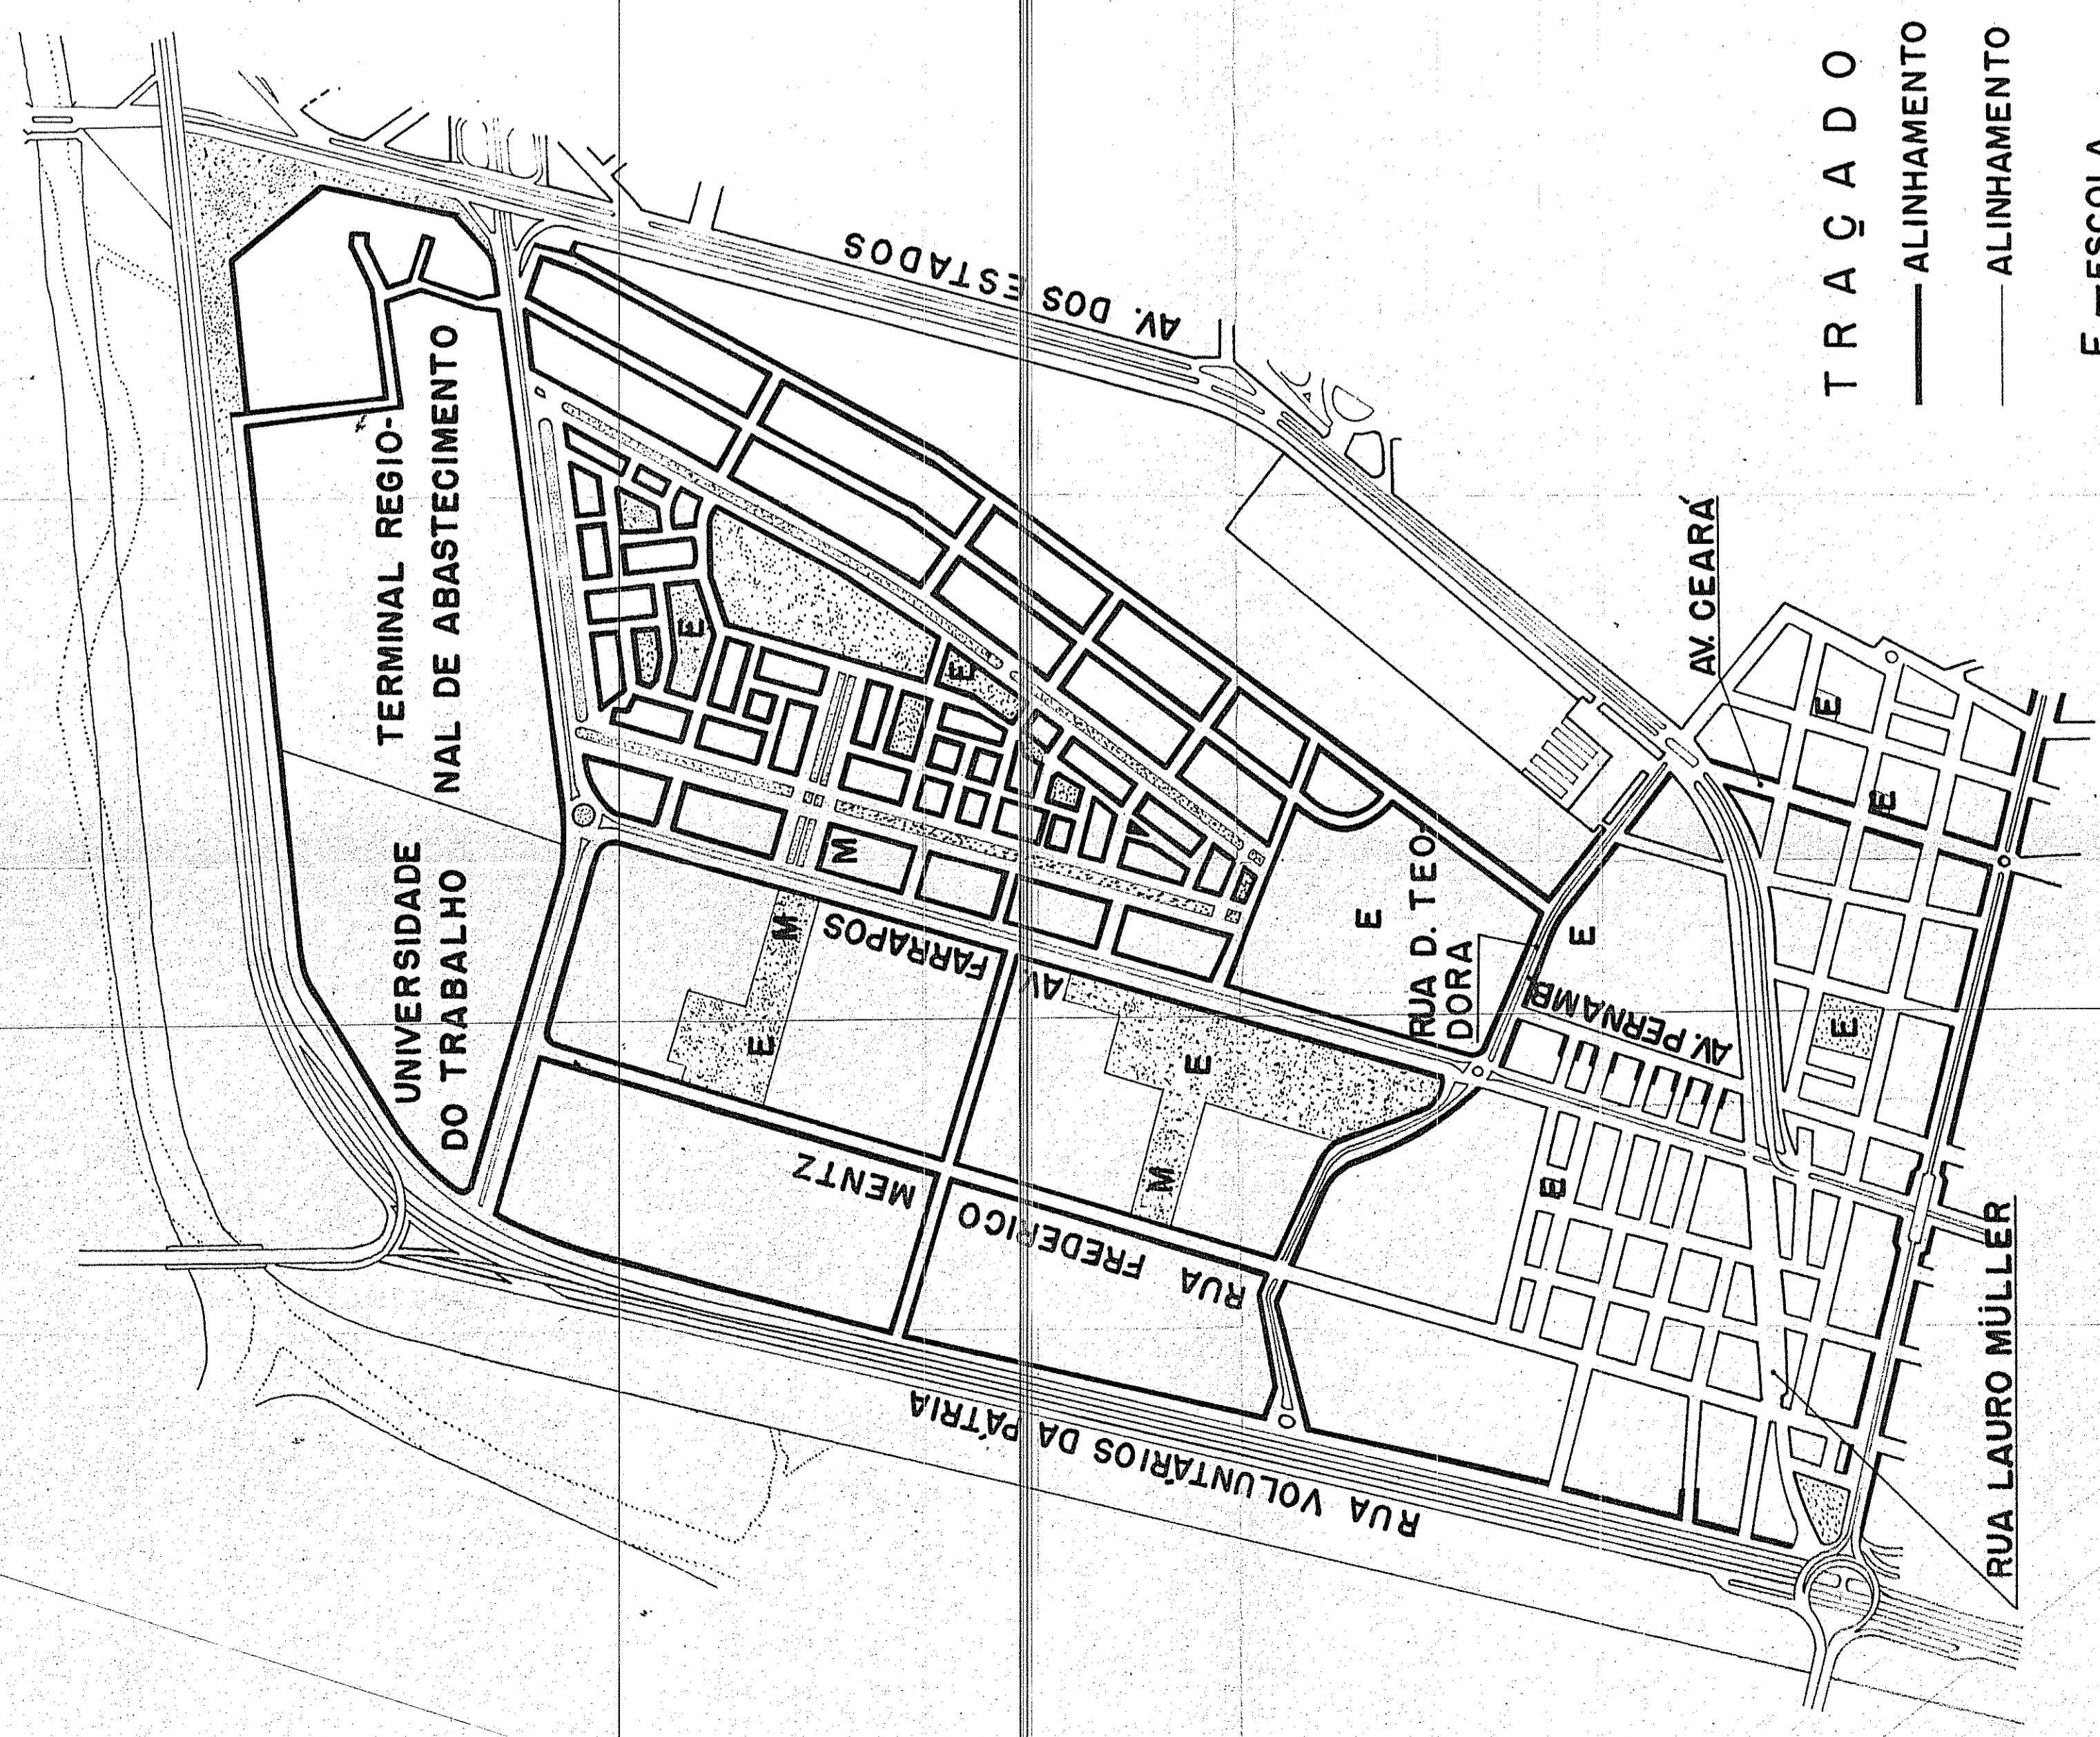 TRAÇADO
ALINHAMENTO
ALINHAMENTO
E — ESCOLA
TERMINAL REGIO-
NAL DE ABASTECIMENTO
UNIVERSIDADE
DO TRABALHO
AV. DOS ESTADOS
AV. CEARÁ
RUA D. TEO-
DORA
AV. PERNAMB.
AV. FARRAPOS
RUA FREDERICO MENTZ
RUA VOLUNTÁRIOS DA PÁTRIA
RUA LAURO MÜLLER
E
E
M
M
E
E
M
E
E
E
E
E
E